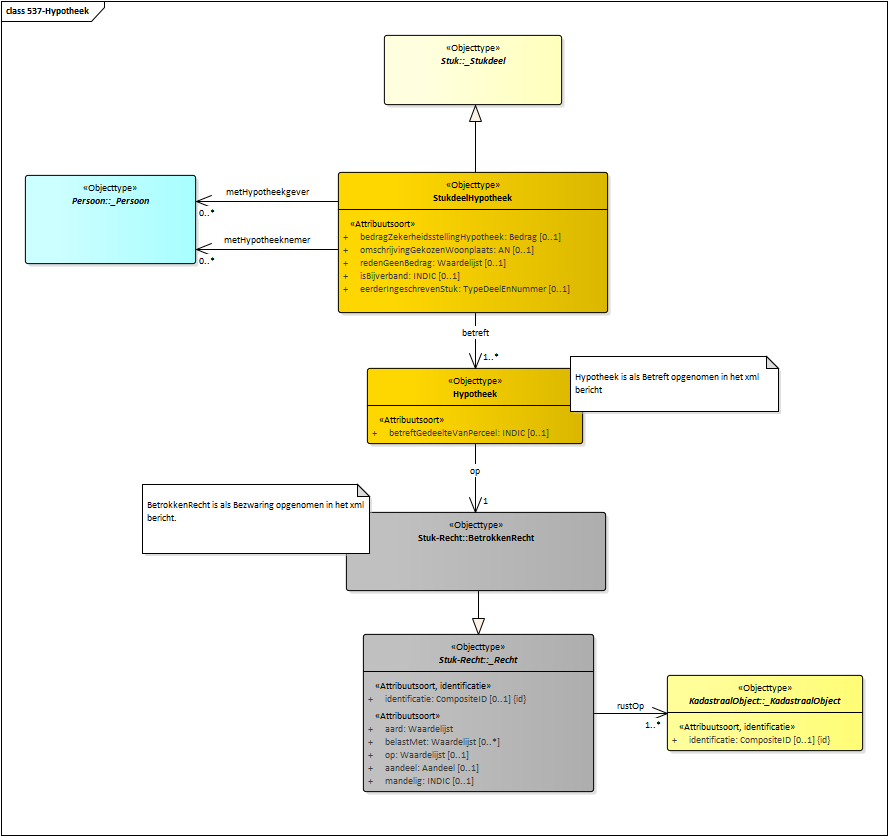 class 537-Hypotheek
«Objecttype»
Stuk::_Stukdeel
«Objecttype»
Persoon::_Persoon
metHypotheekgever
0..*
metHypotheeknemer
0..*
«Objecttype»
StukdeelHypotheek
«Attribuutsoort»
+ bedragZekerheidsstellingHypotheek: Bedrag [0..1]
+ omschrijvingGekozenWoonplaats: AN [0..1]
+ redenGeenBedrag: Waardelijst [0..1]
+ isBijverband: INDIC [0..1]
+ eerderIngeschrevenStuk: TypeDeelEnNummer [0..1]
betreft
1..*
«Objecttype»
Hypotheek
«Attribuutsoort»
+ betreftGedeelteVanPerceel: INDIC [0..1]
Hypotheek is als Betreft opgenomen in het xml
bericht
op
1
BetrokkenRecht is als Bezwaring opgenomen in het xml
bericht.
«Objecttype»
Stuk-Recht::BetrokkenRecht
«Objecttype»
Stuk-Recht::_Recht
«Attribuutsoort, identificatie»
+ identificatie: CompositeID [0..1] {id}
«Attribuutsoort»
+ aard: Waardelijst
+ belastMet: Waardelijst [0..*]
+ op: Waardelijst [0..1]
+ aandeel: Aandeel [0..1]
+ mandelig: INDIC [0..1]
rustOp
1..*
«Objecttype»
KadastraalObject::_KadastraalObject
«Attribuutsoort, identificatie»
+ identificatie: CompositeID [0..1] {id}